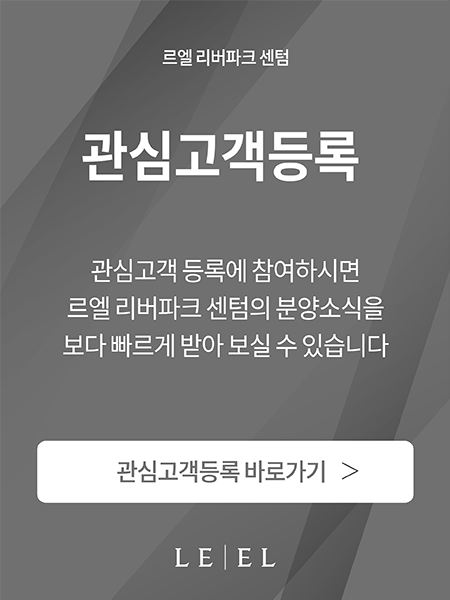 르엘 리버파크 센텀
관심고객등록
관심고객 등록에 참여하시면
르엘 리버파크 센텀의 분양소식을
보다 빠르게 받아 보실 수 있습니다
관심고객등록 바로가기 >
LE|EL